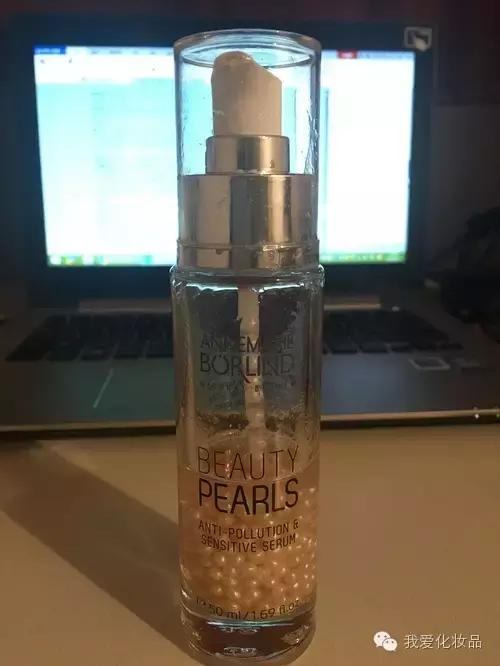 ANNEMARIE
BÖRLIND
BEAUTY
PEARLS
ANTI-POLLUTION &
SENSITIVE SERUM
50 ml/1.69 fl.oz
我爱化妆品